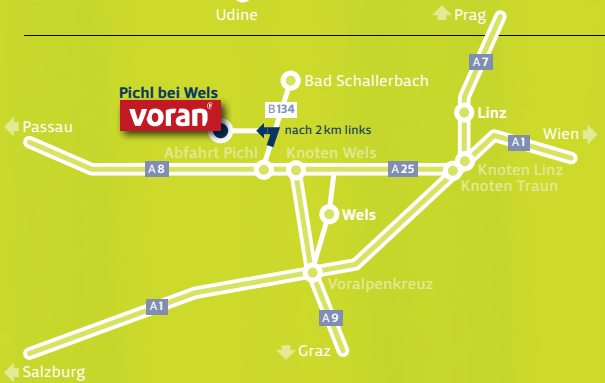 Udine
Prag
A7
Bad Schallerbach
Pichl bei Wels
voran®
B134
Linz
nach 2 km links
Passau
Wien
A1
Abfahrt Pichl
Knoten Wels
A8
A25
Knoten Linz
Knoten Traun
Wels
Voralpenkreuz
A1
A9
Graz
Salzburg